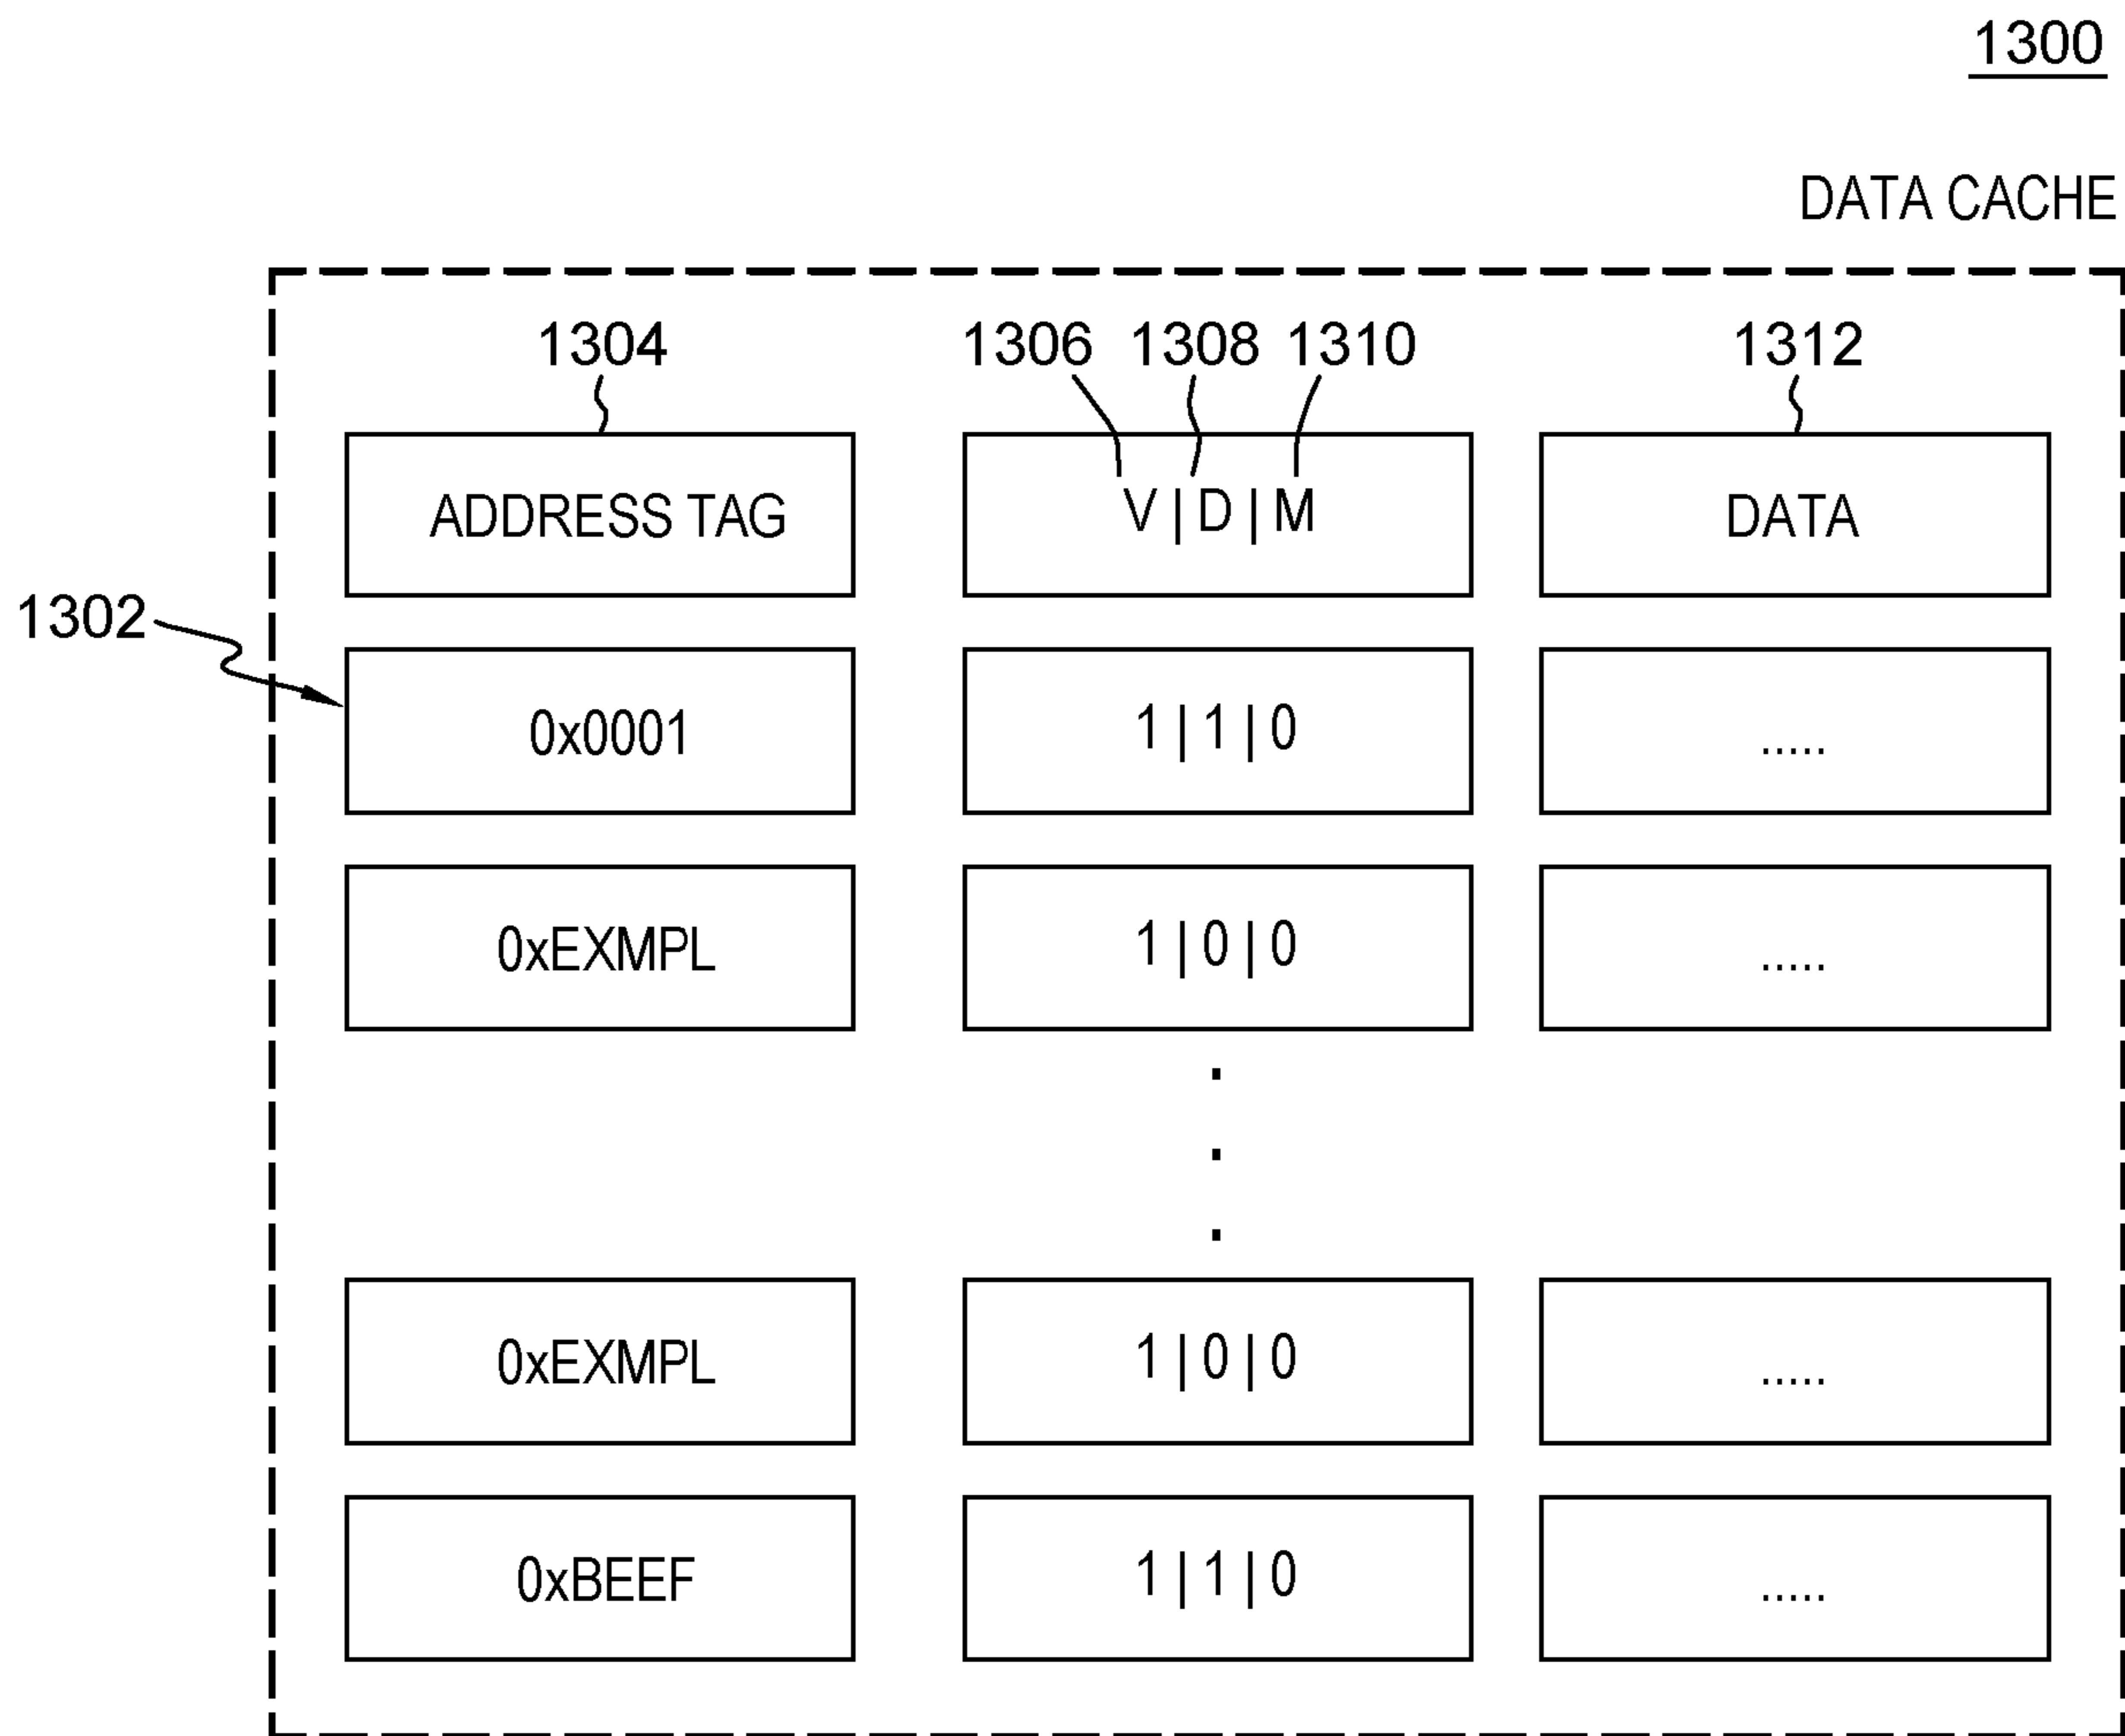 1300
DATA CACHE
1304 1306 1308 1310 1312
ADDRESS TAG V | D | M DATA
1302
0x0001 1 | 1 | 0 .....
0xEXMPL 1 | 0 | 0 .....
.
.
.
0xEXMPL 1 | 0 | 0 .....
0xBEEF 1 | 1 | 0 .....